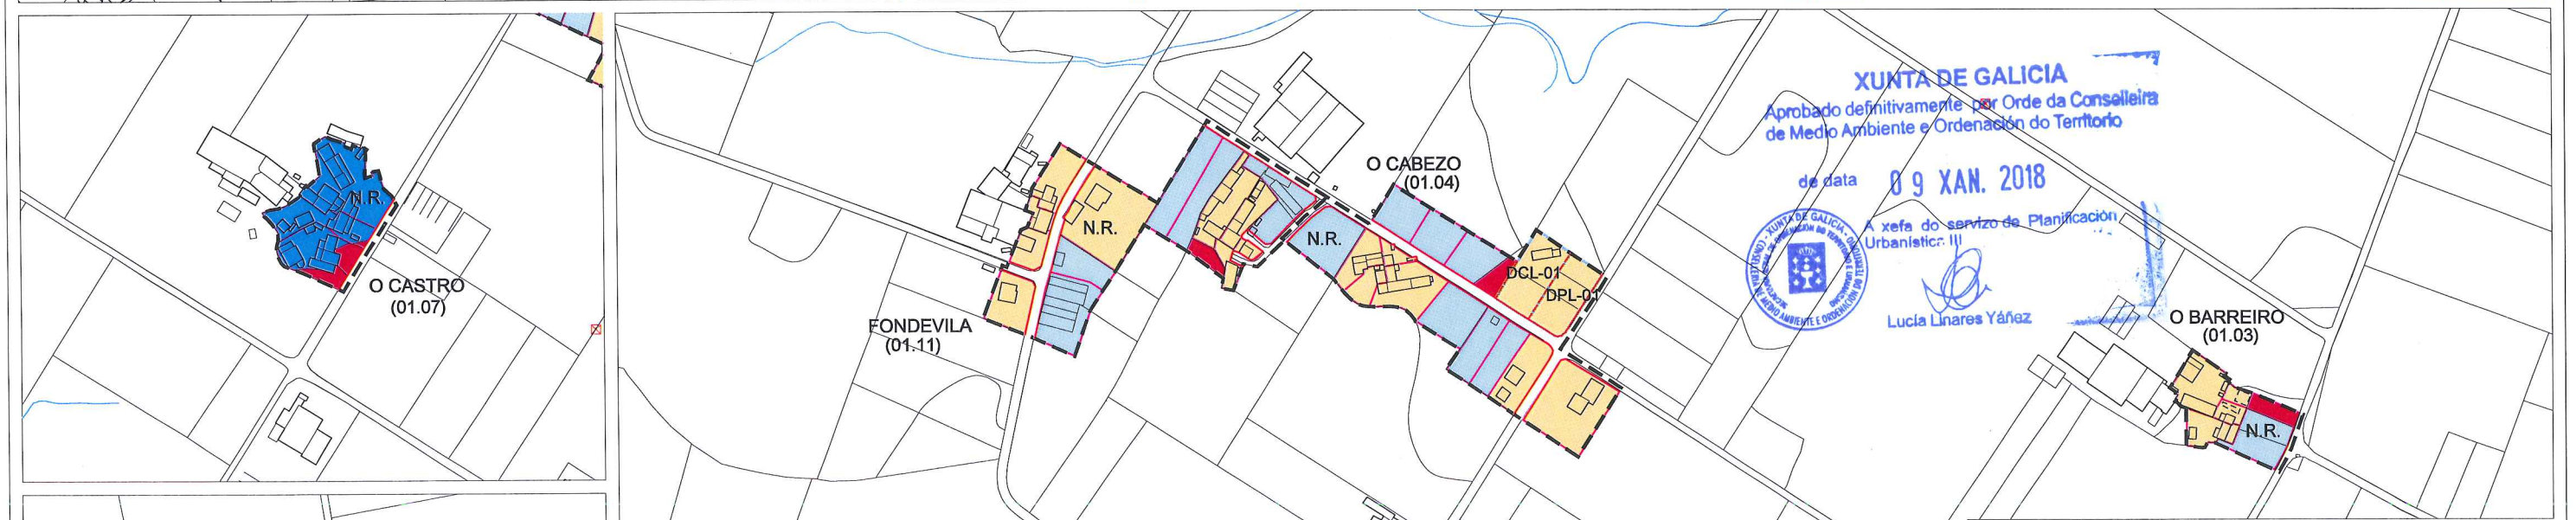 N.R.
O CASTRO
(01.07)
FONDEVILA
(01.11)
N.R.
O CABEZO
(01.04)
N.R.
DCL-01
DPL-01
XUNTA DE GALICIA
Aprobado definitivamente por Orde da Conselleira
de Medio Ambiente e Ordenación do Territorio
de data 09 XAN. 2018
A xefa do servizo de Planificación
Urbanística III
Lucía Linares Yáñez
O BARREIRO
(01.03)
N.R.